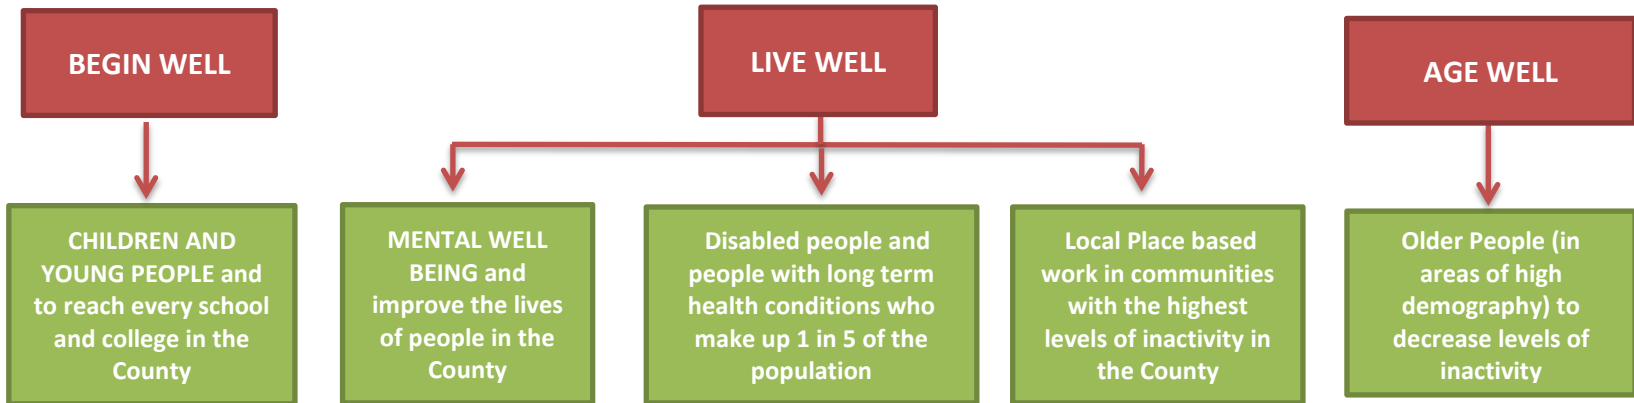 BEGIN WELL
LIVE WELL
AGE WELL
CHILDREN AND
YOUNG PEOPLE and
to reach every school
and college in the
County
MENTAL WELL
BEING and
improve the lives
of people in the
County
Disabled people and
people with long term
health conditions who
make up 1 in 5 of the
population
Local Place based
work in communities
with the highest
levels of inactivity in
the County
Older People (in
areas of high
demography) to
decrease levels of
inactivity